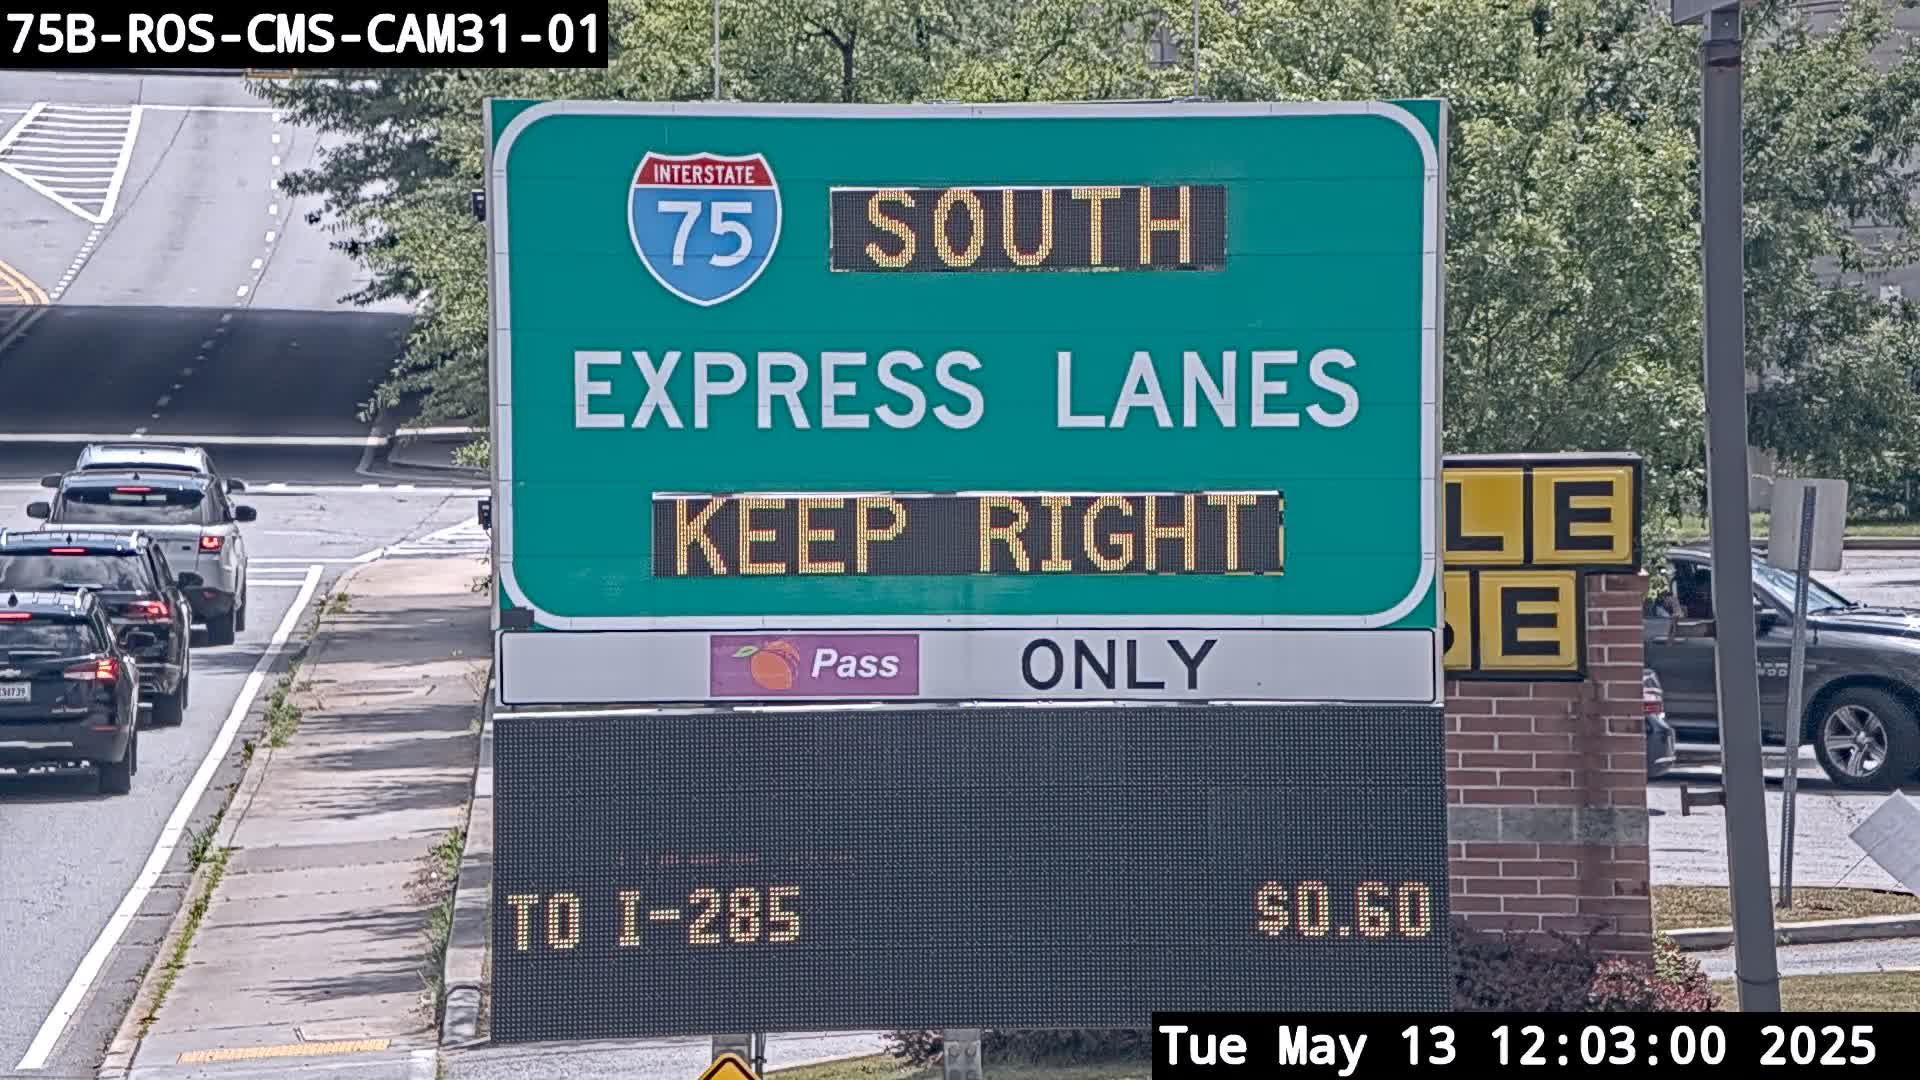 75B-ROS-CMS-CAM31-01
INTERSTATE
75
SOUTH
EXPRESS LANES
KEEP RIGHT
Pass ONLY
TO I-285 $0.60
LE
E
Tue May 13 12:03:00 2025